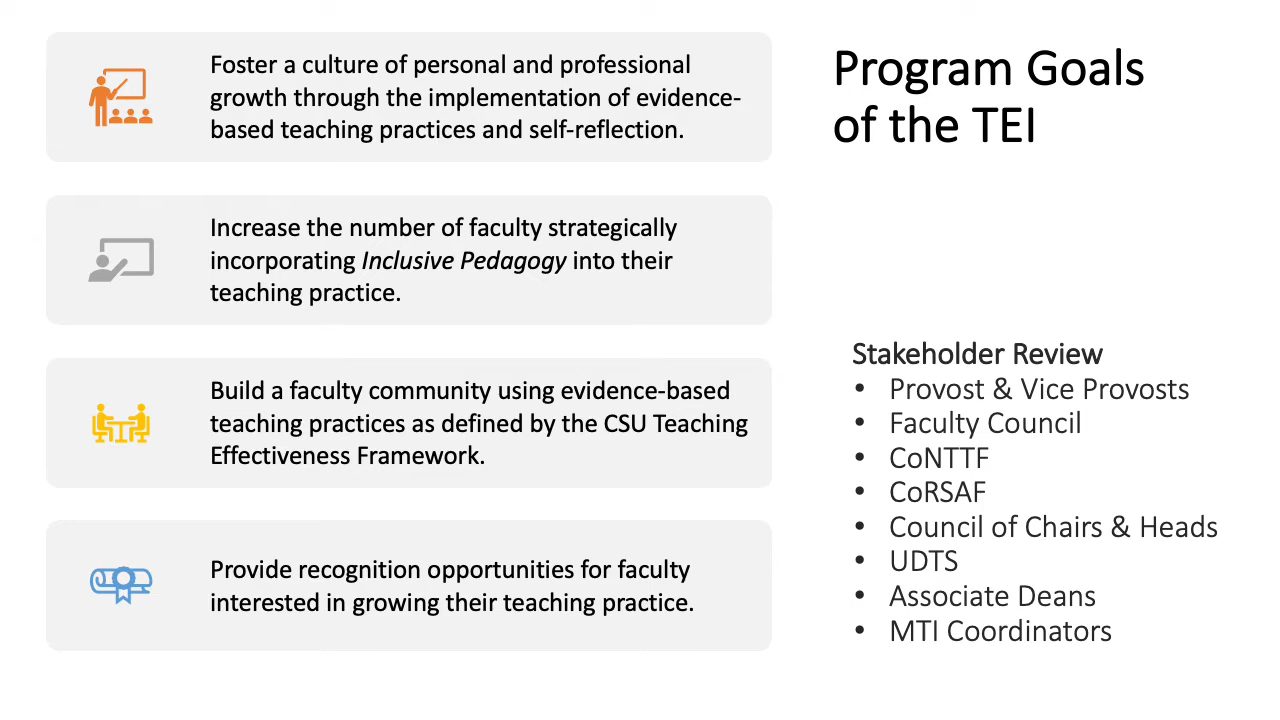 Program Goals
of the TEI
Foster a culture of personal and professional
growth through the implementation of evidence-
based teaching practices and self-reflection.
Increase the number of faculty strategically
incorporating Inclusive Pedagogy into their
teaching practice.
Build a faculty community using evidence-based
teaching practices as defined by the CSU Teaching
Effectiveness Framework.
Provide recognition opportunities for faculty
interested in growing their teaching practice.
Stakeholder Review
• Provost & Vice Provosts
• Faculty Council
• CoNTTF
• CoRSAF
• Council of Chairs & Heads
• UDTS
• Associate Deans
• MTI Coordinators